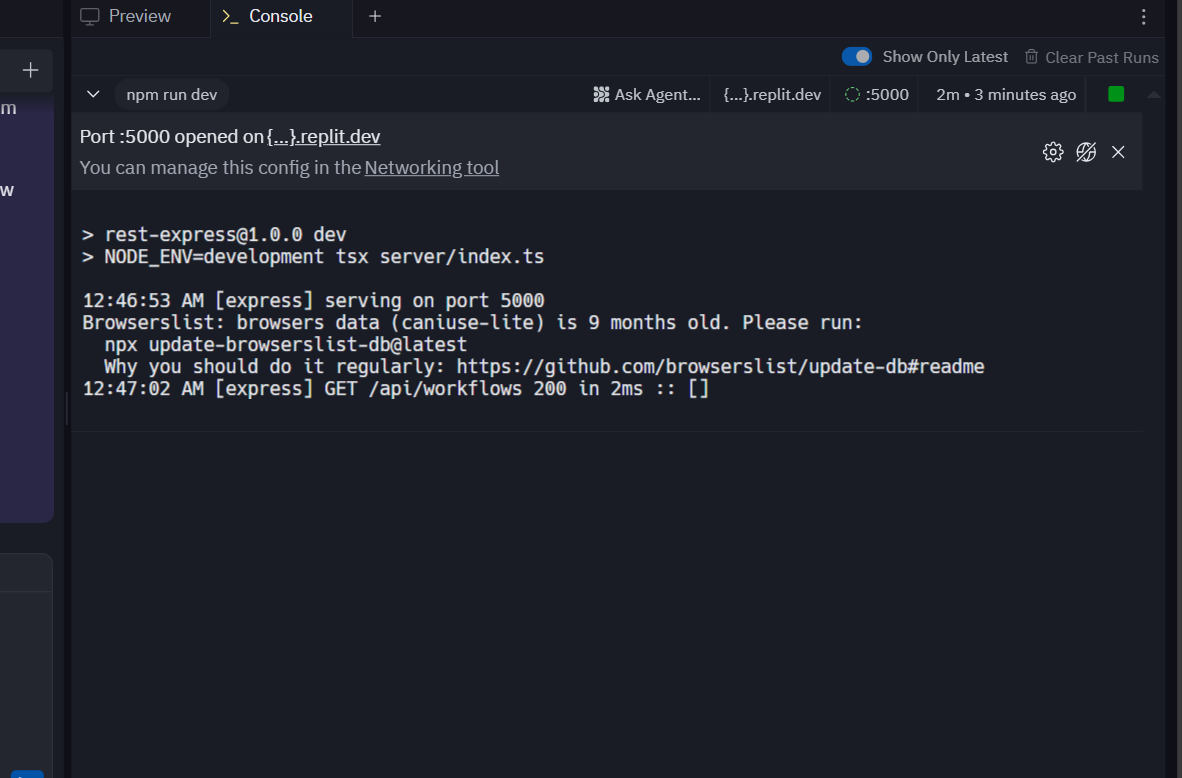 Preview
Console
Show Only Latest
Clear Past Runs
m
npm run dev
Ask Agent...
{...}.replit.dev
:5000
2m • 3 minutes ago
Port :5000 opened on {...}.replit.dev
You can manage this config in the Networking tool
w
> rest-express@1.0.0 dev
> NODE_ENV=development tsx server/index.ts
12:46:53 AM [express] serving on port 5000
Browserslist: browsers data (caniuse-lite) is 9 months old. Please run:
npx update-browserslist-db@latest
Why you should do it regularly: https://github.com/browserslist/update-db#readme
12:47:02 AM [express] GET /api/workflows 200 in 2ms :: []